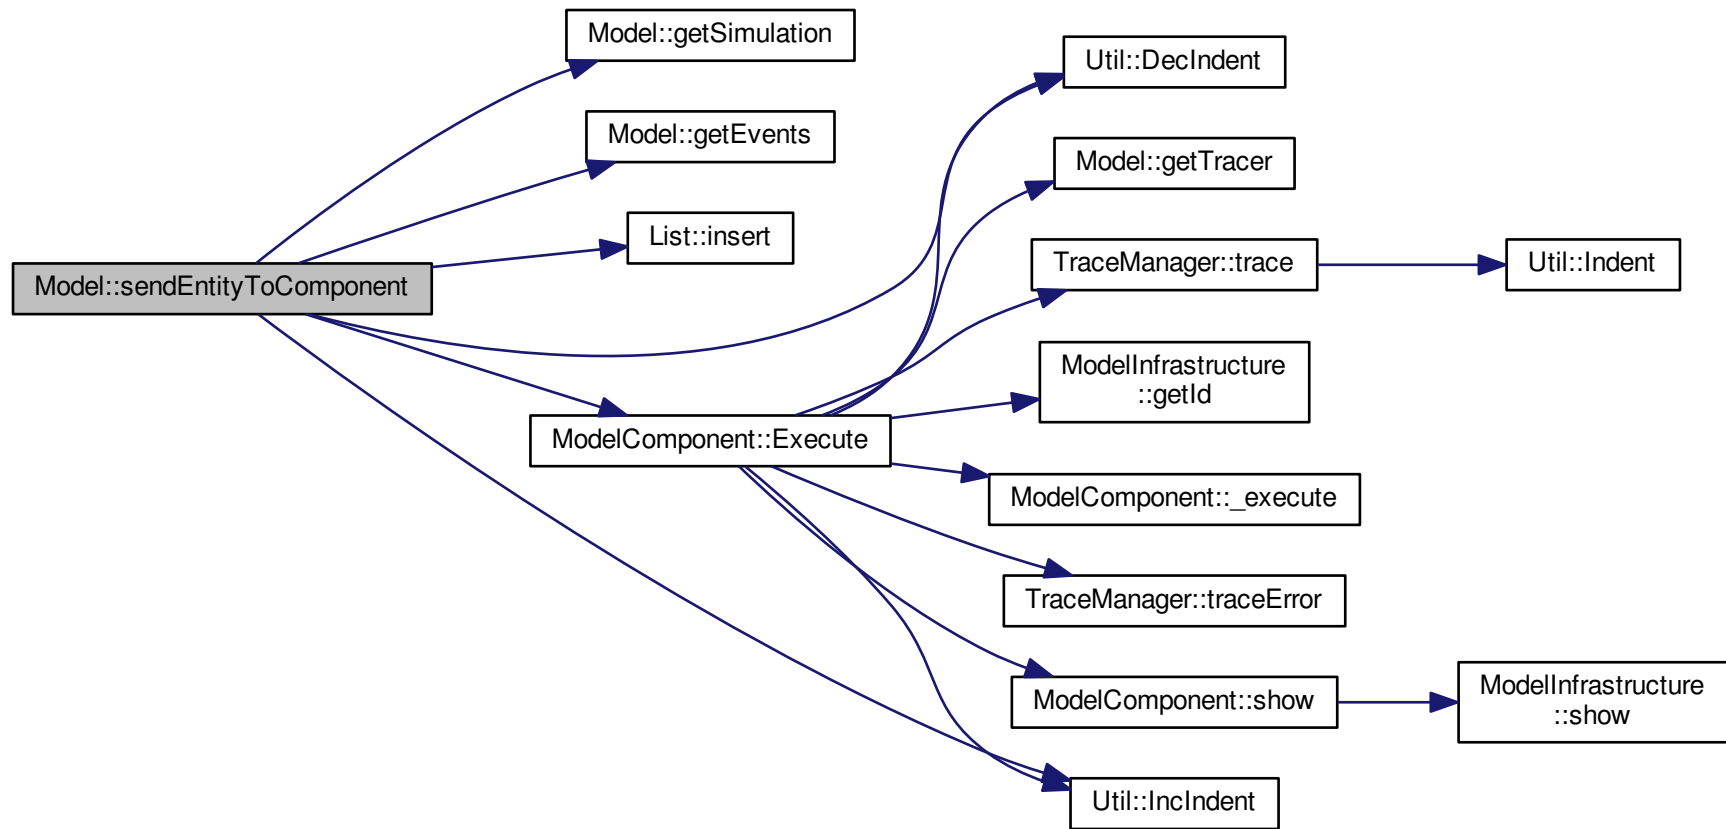 Model::getSimulation
Util::DecIndent
Model::getEvents
Model::getTracer
List::insert
TraceManager::trace
Util::Indent
Model::sendEntityToComponent
ModelInfrastructure
::getId
ModelComponent::Execute
ModelComponent::_execute
TraceManager::traceError
ModelComponent::show
ModelInfrastructure
::show
Util::IncIndent